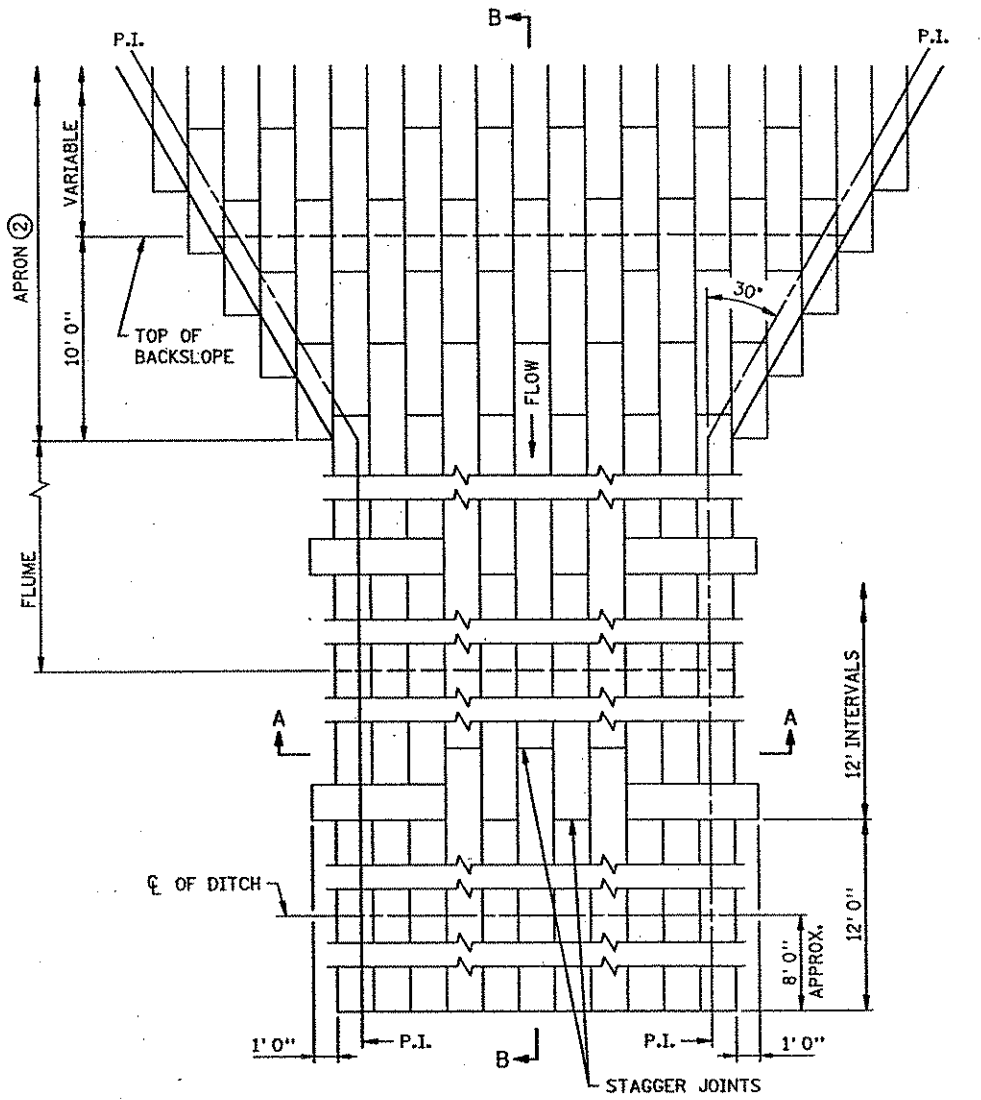 B
P.I.
P.I.
VARIABLE
APRON ②
10' 0"
TOP OF
BACKSLOPE
30°
FLOW
FLUME
12' INTERVALS
A
A
℄ OF DITCH
8' 0"
APPROX.
12' 0"
1' 0"
P.I.
B
P.I.
1' 0"
STAGGER JOINTS